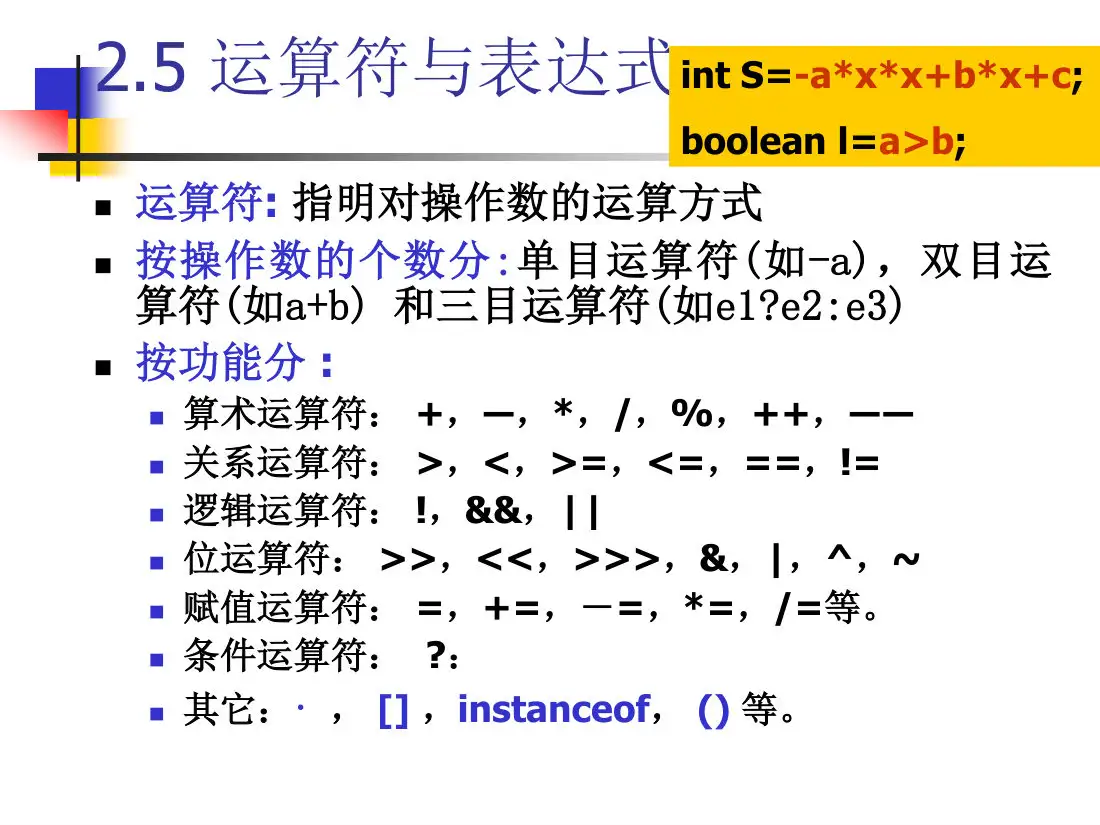 2.5 运算符与表达式
int S=-a*x*x+b*x+c;
boolean l=a>b;
运算符: 指明对操作数的运算方式
按操作数的个数分:单目运算符(如-a)，双目运
算符(如a+b) 和三目运算符(如e1?e2:e3)
按功能分：
算术运算符： +，—，*，/，%，++，——
关系运算符： >，<，>=，<=，==，!=
逻辑运算符： !，&&，||
位运算符： >>，<<，>>>，&，|，^，~
赋值运算符： =，+=，－=，*=，/=等。
条件运算符： ?：
其它：· ， [] ，instanceof， () 等。